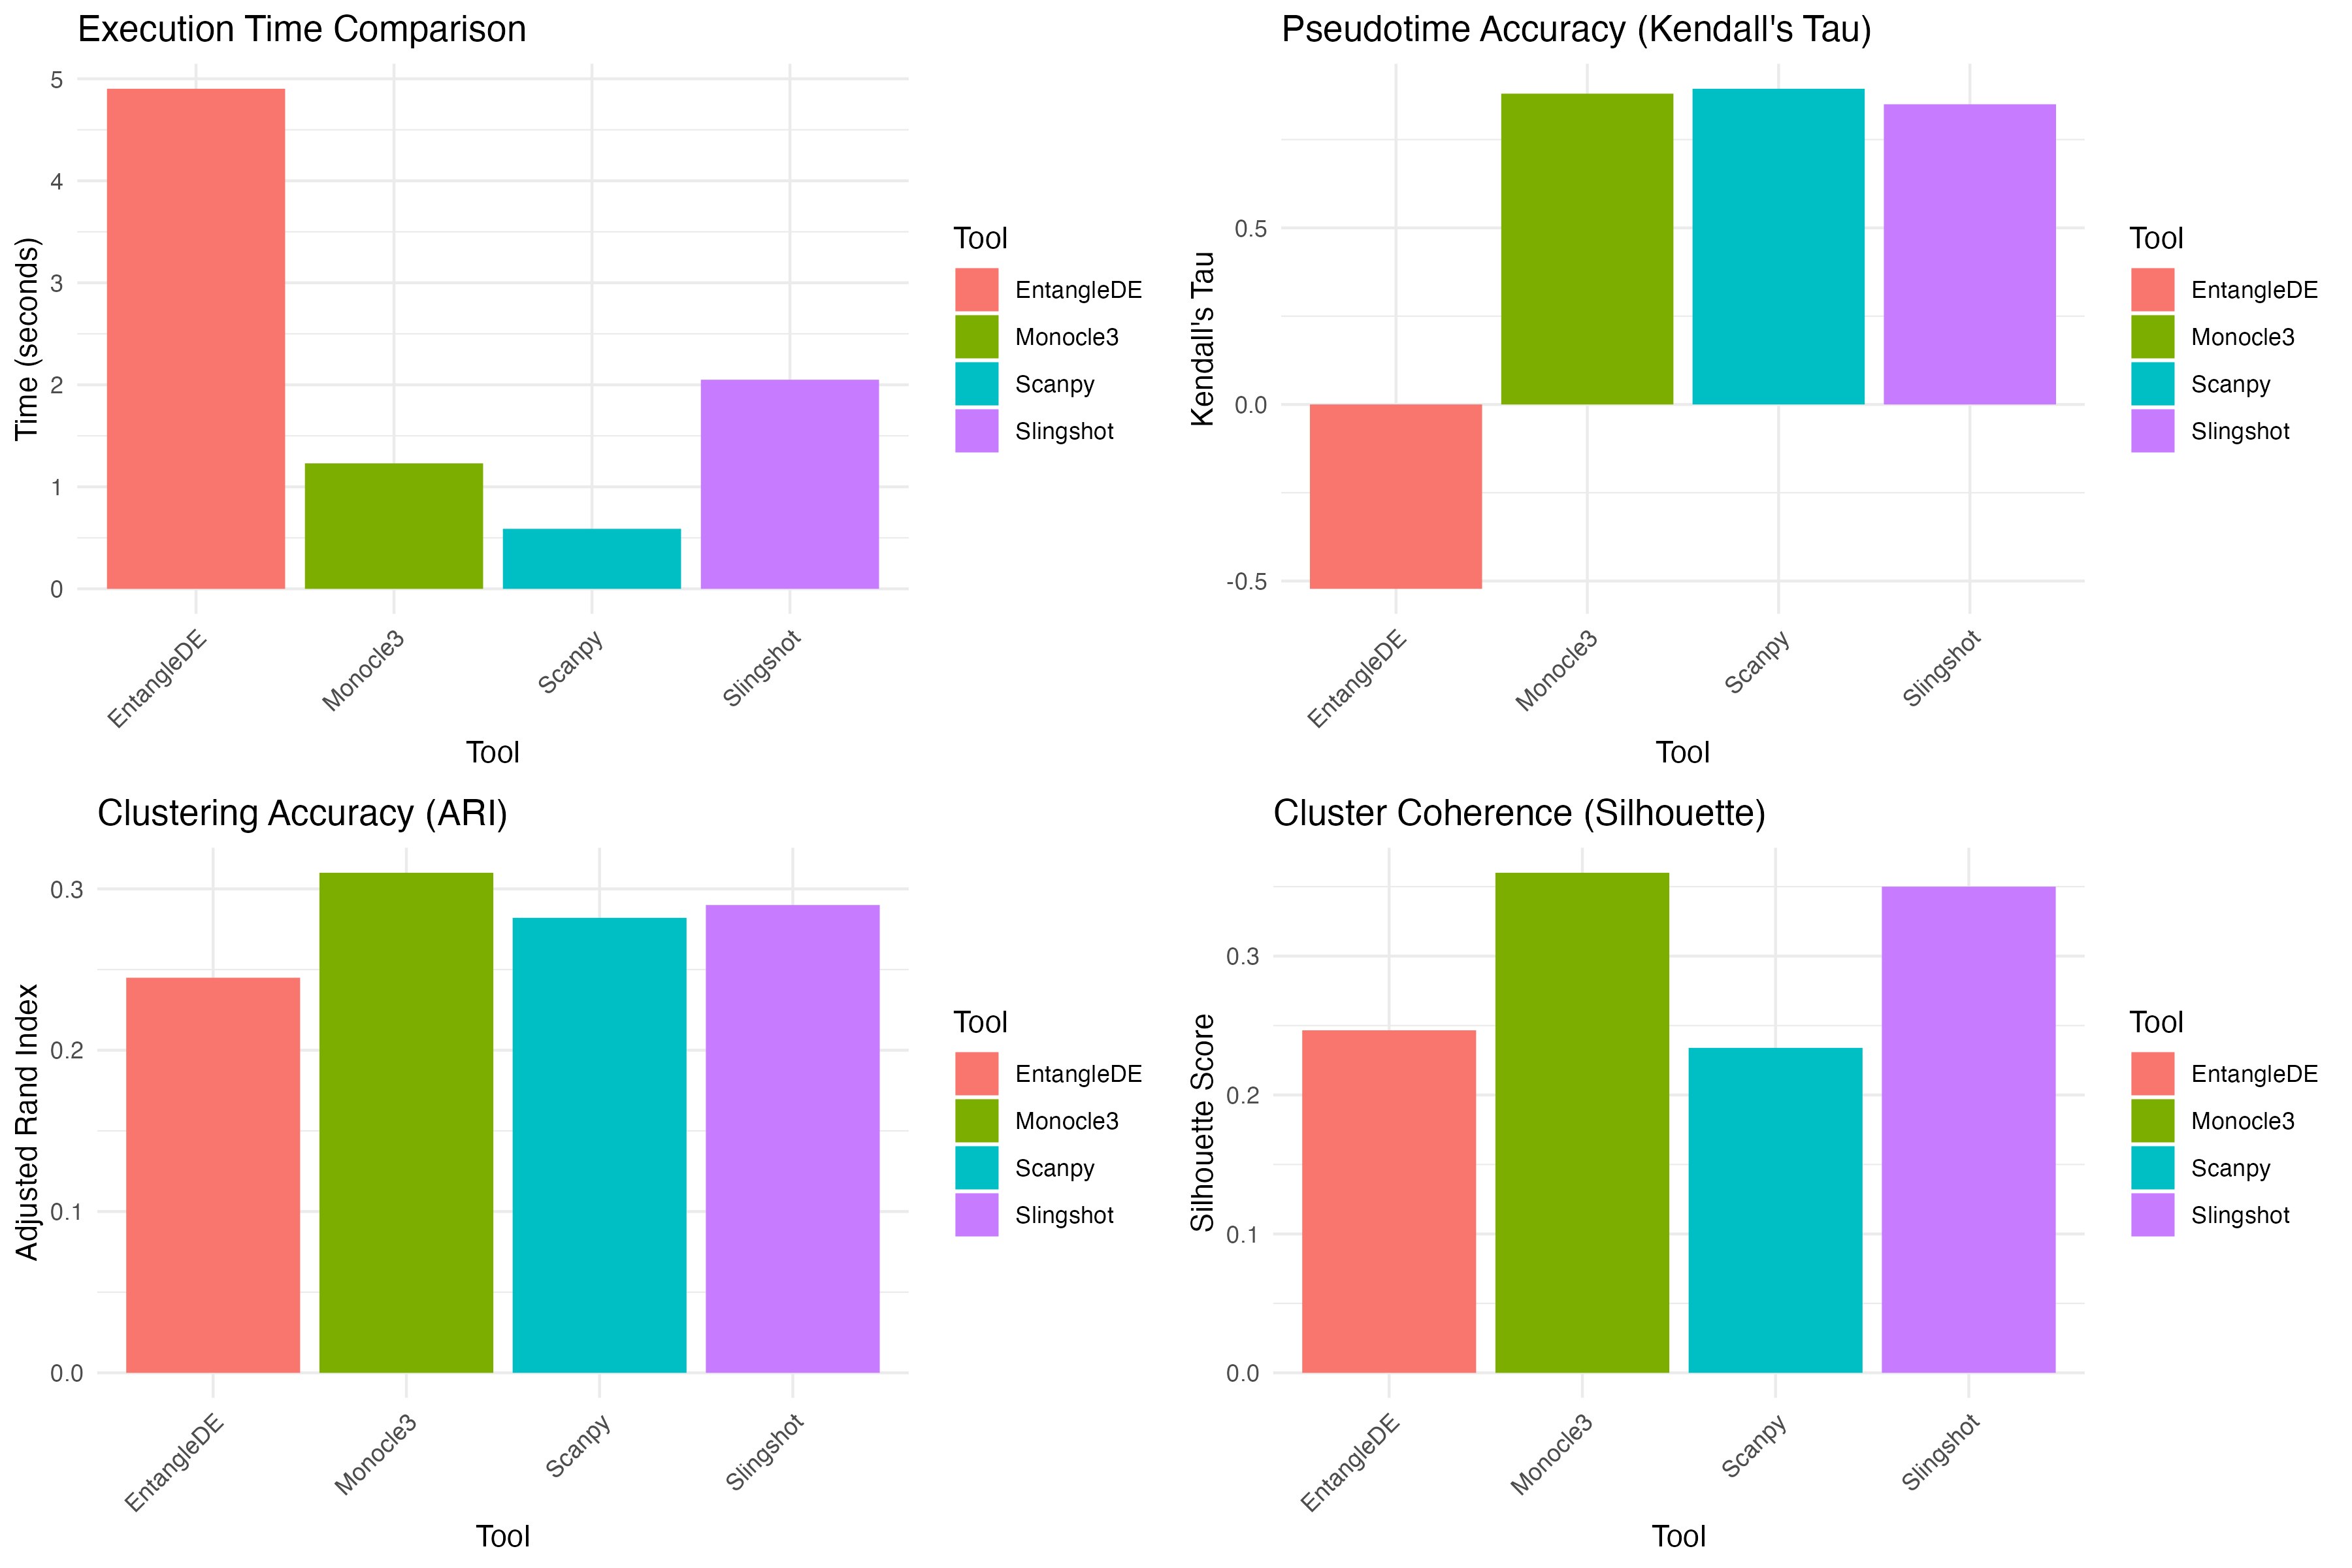 Execution Time Comparison
Time (seconds)
5
4
3
2
1
0
EntangleDE
Monocle3
Scanpy
Slingshot
Tool
Tool
EntangleDE
Monocle3
Scanpy
Slingshot
Pseudotime Accuracy (Kendall's Tau)
Kendall's Tau
0.5
0.0
-0.5
EntangleDE
Monocle3
Scanpy
Slingshot
Tool
Tool
EntangleDE
Monocle3
Scanpy
Slingshot
Clustering Accuracy (ARI)
Adjusted Rand Index
0.3
0.2
0.1
0.0
EntangleDE
Monocle3
Scanpy
Slingshot
Tool
Tool
EntangleDE
Monocle3
Scanpy
Slingshot
Cluster Coherence (Silhouette)
Silhouette Score
0.3
0.2
0.1
0.0
EntangleDE
Monocle3
Scanpy
Slingshot
Tool
Tool
EntangleDE
Monocle3
Scanpy
Slingshot